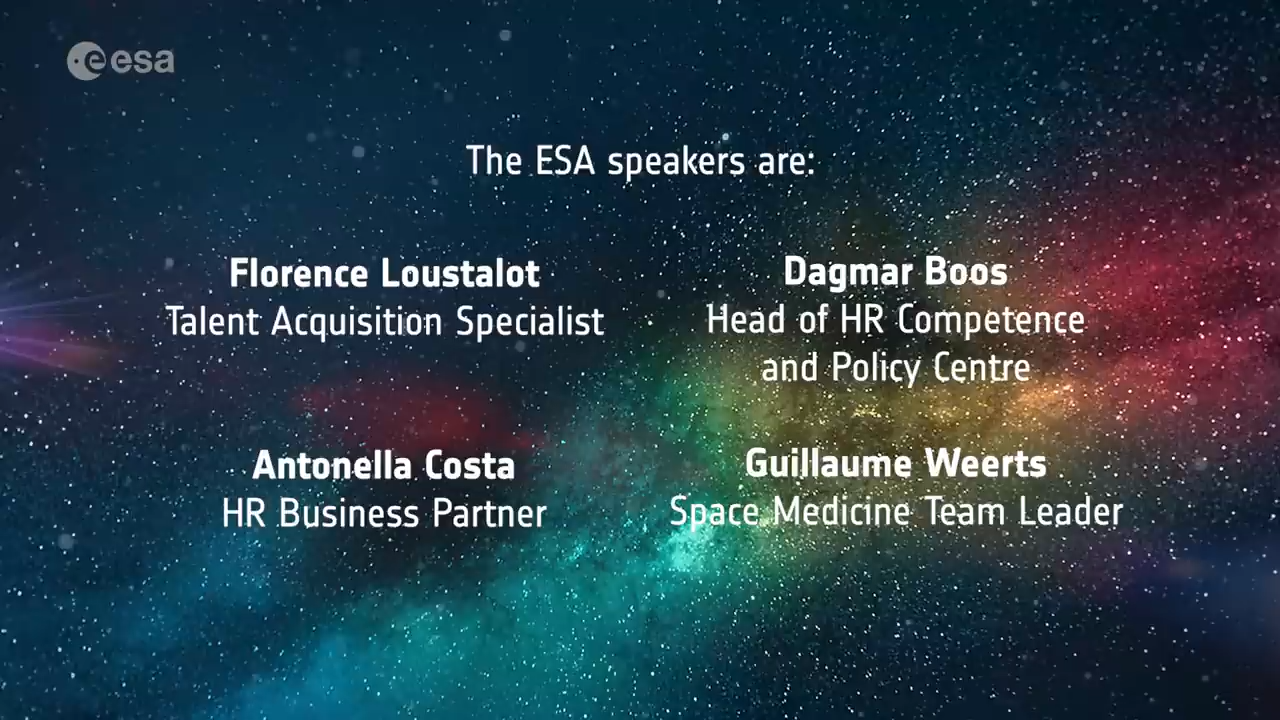 esa
The ESA speakers are:
Florence Loustalot
Talent Acquisition Specialist
Dagmar Boos
Head of HR Competence
and Policy Centre
Antonella Costa
HR Business Partner
Guillaume Weerts
Space Medicine Team Leader